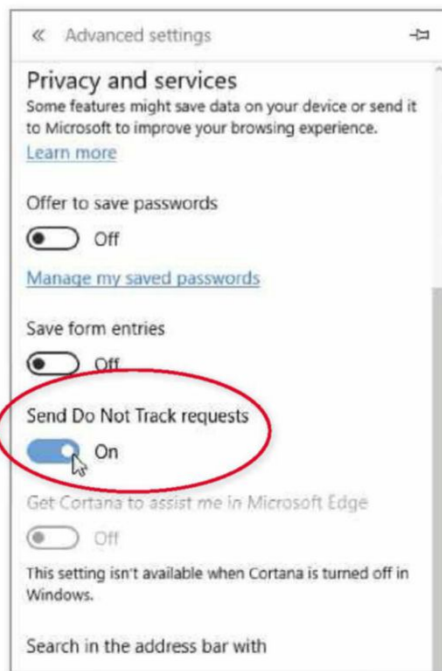 « Advanced settings
Privacy and services
Some features might save data on your device or send it
to Microsoft to improve your browsing experience.
Learn more
Offer to save passwords
Off
Manage my saved passwords
Save form entries
Off
Send Do Not Track requests
On
Get Cortana to assist me in Microsoft Edge
Off
This setting isn't available when Cortana is turned off in
Windows.
Search in the address bar with